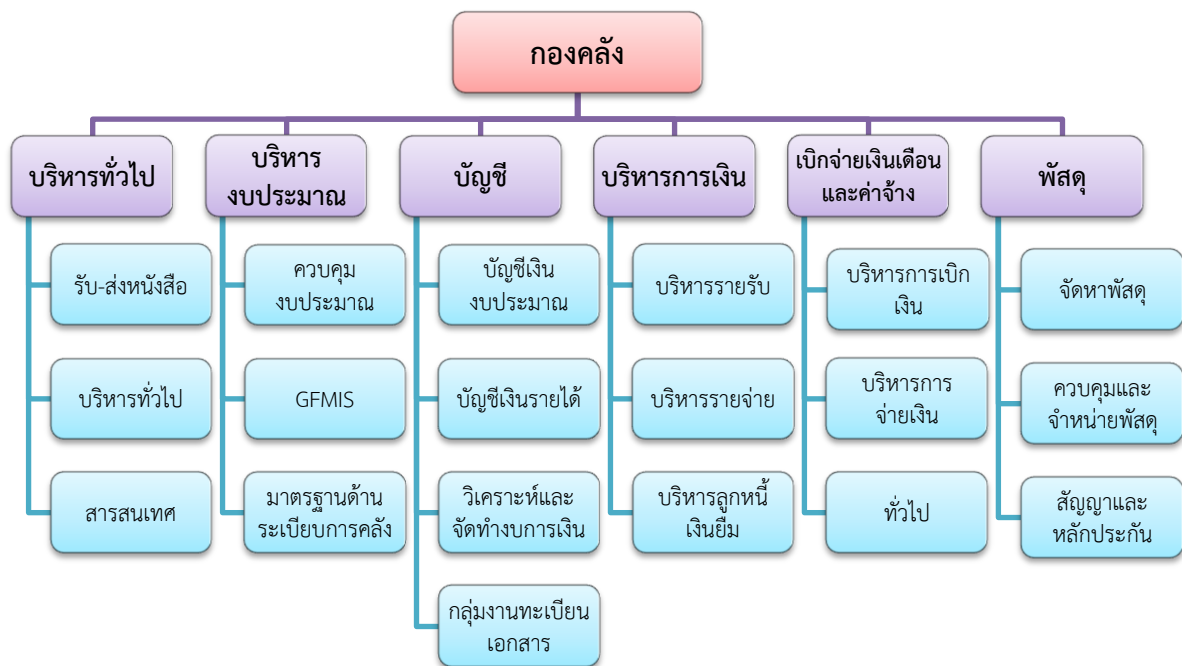 กองคลัง
บริหารทั่วไป
รับ-ส่งหนังสือ
บริหารทั่วไป
สารสนเทศ
บริหาร
งบประมาณ
ควบคุม
งบประมาณ
GFMIS
มาตรฐานด้าน
ระเบียบการคลัง
บัญชี
บัญชีเงิน
งบประมาณ
บัญชีเงินรายได้
วิเคราะห์และ
จัดทำงบการเงิน
กลุ่มงานทะเบียน
เอกสาร
บริหารการเงิน
บริหารรายรับ
บริหารรายจ่าย
บริหารลูกหนี้
เงินยืม
เบิกจ่ายเงินเดือน
และค่าจ้าง
บริหารการเบิก
เงิน
บริหารการ
จ่ายเงิน
ทั่วไป
พัสดุ
จัดหาพัสดุ
ควบคุมและ
จำหน่ายพัสดุ
สัญญาและ
หลักประกัน